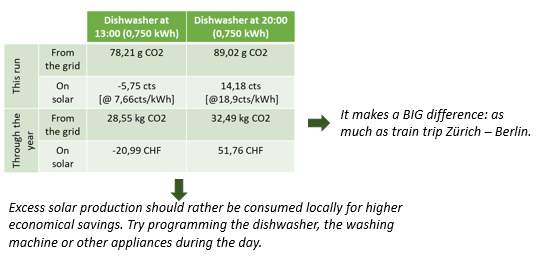 Dishwasher at
13:00 (0,750 kWh)
Dishwasher at 20:00
(0,750 kWh)
This run
From
the grid
78,21 g CO2
89,02 g CO2
On
solar
-5,75 cts
[@ 7,66cts/kWh]
14,18 cts
[@18,9cts/kWh]
Through the
year
From
the grid
28,55 kg CO2
32,49 kg CO2
On
solar
-20,99 CHF
51,76 CHF
It makes a BIG difference: as
much as train trip Zürich – Berlin.
Excess solar production should rather be consumed locally for higher
economical savings. Try programming the dishwasher, the washing
machine or other appliances during the day.